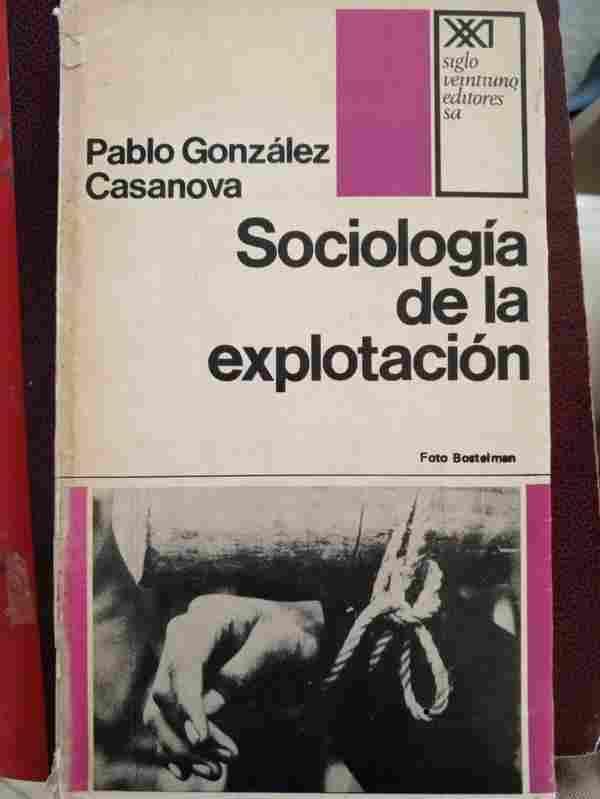 XXI
siglo
veintiuno
editores
sa
Pablo González
Casanova
Sociología
de la
explotación
Foto Bostelman